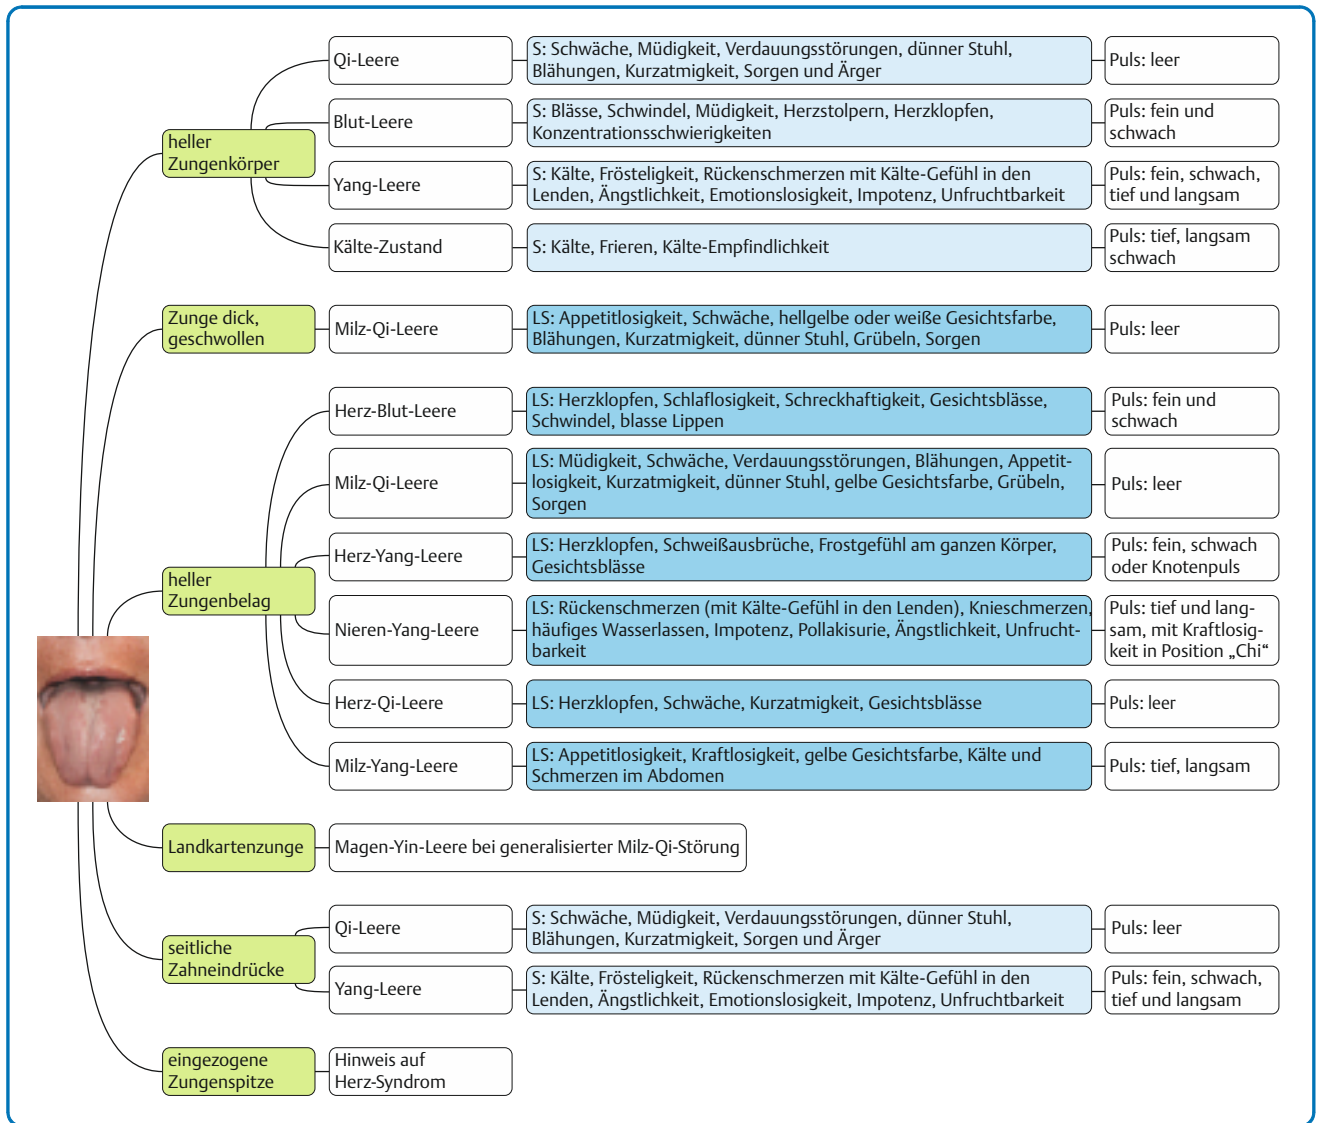 Qi-Leere
S: Schwäche, Müdigkeit, Verdauungsstörungen, dünner Stuhl,
Blähungen, Kurzatmigkeit, Sorgen und Ärger
Puls: leer
heller
Zungenkörper
Blut-Leere
S: Blässe, Schwindel, Müdigkeit, Herzstolpern, Herzklopfen,
Konzentrationsschwierigkeiten
Puls: fein und
schwach
Yang-Leere
S: Kälte, Frösteligkeit, Rückenschmerzen mit Kälte-Gefühl in den
Lenden, Ängstlichkeit, Emotionslosigkeit, Impotenz, Unfruchtbarkeit
Puls: fein, schwach,
tief und langsam
Kälte-Zustand
S: Kälte, Frieren, Kälte-Empfindlichkeit
Puls: tief, langsam
schwach
Zunge dick,
geschwollen
Milz-Qi-Leere
LS: Appetitlosigkeit, Schwäche, hellgelbe oder weiße Gesichtsfarbe,
Blähungen, Kurzatmigkeit, dünner Stuhl, Grübeln, Sorgen
Puls: leer
Herz-Blut-Leere
LS: Herzklopfen, Schlaflosigkeit, Schreckhaftigkeit, Gesichtsblässe,
Schwindel, blasse Lippen
Puls: fein und
schwach
Milz-Qi-Leere
LS: Müdigkeit, Schwäche, Verdauungsstörungen, Blähungen, Appetit-
losigkeit, Kurzatmigkeit, dünner Stuhl, gelbe Gesichtsfarbe, Grübeln,
Sorgen
Puls: leer
Herz-Yang-Leere
LS: Herzklopfen, Schweißausbrüche, Frostgefühl am ganzen Körper,
Gesichtsblässe
Puls: fein, schwach
oder Knotenpuls
heller
Zungenbelag
Nieren-Yang-Leere
LS: Rückenschmerzen (mit Kälte-Gefühl in den Lenden), Knieschmerzen,
häufiges Wasserlassen, Impotenz, Pollakisurie, Ängstlichkeit, Unfrucht-
barkeit
Puls: tief und lang-
sam, mit Kraftlosig-
keit in Position „Chi“
Herz-Qi-Leere
LS: Herzklopfen, Schwäche, Kurzatmigkeit, Gesichtsblässe
Puls: leer
Milz-Yang-Leere
LS: Appetitlosigkeit, Kraftlosigkeit, gelbe Gesichtsfarbe, Kälte und
Schmerzen im Abdomen
Puls: tief, langsam
Landkartenzunge
Magen-Yin-Leere bei generalisierter Milz-Qi-Störung
seitliche
Zahneindrücke
Qi-Leere
S: Schwäche, Müdigkeit, Verdauungsstörungen, dünner Stuhl,
Blähungen, Kurzatmigkeit, Sorgen und Ärger
Puls: leer
Yang-Leere
S: Kälte, Frösteligkeit, Rückenschmerzen mit Kälte-Gefühl in den
Lenden, Ängstlichkeit, Emotionslosigkeit, Impotenz, Unfruchtbarkeit
Puls: fein, schwach,
tief und langsam
eingezogene
Zungenspitze
Hinweis auf
Herz-Syndrom